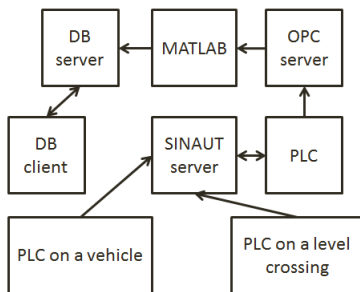 DB
server
MATLAB
OPC
server
DB
client
SINAUT
server
PLC
PLC on a vehicle
PLC on a level
crossing